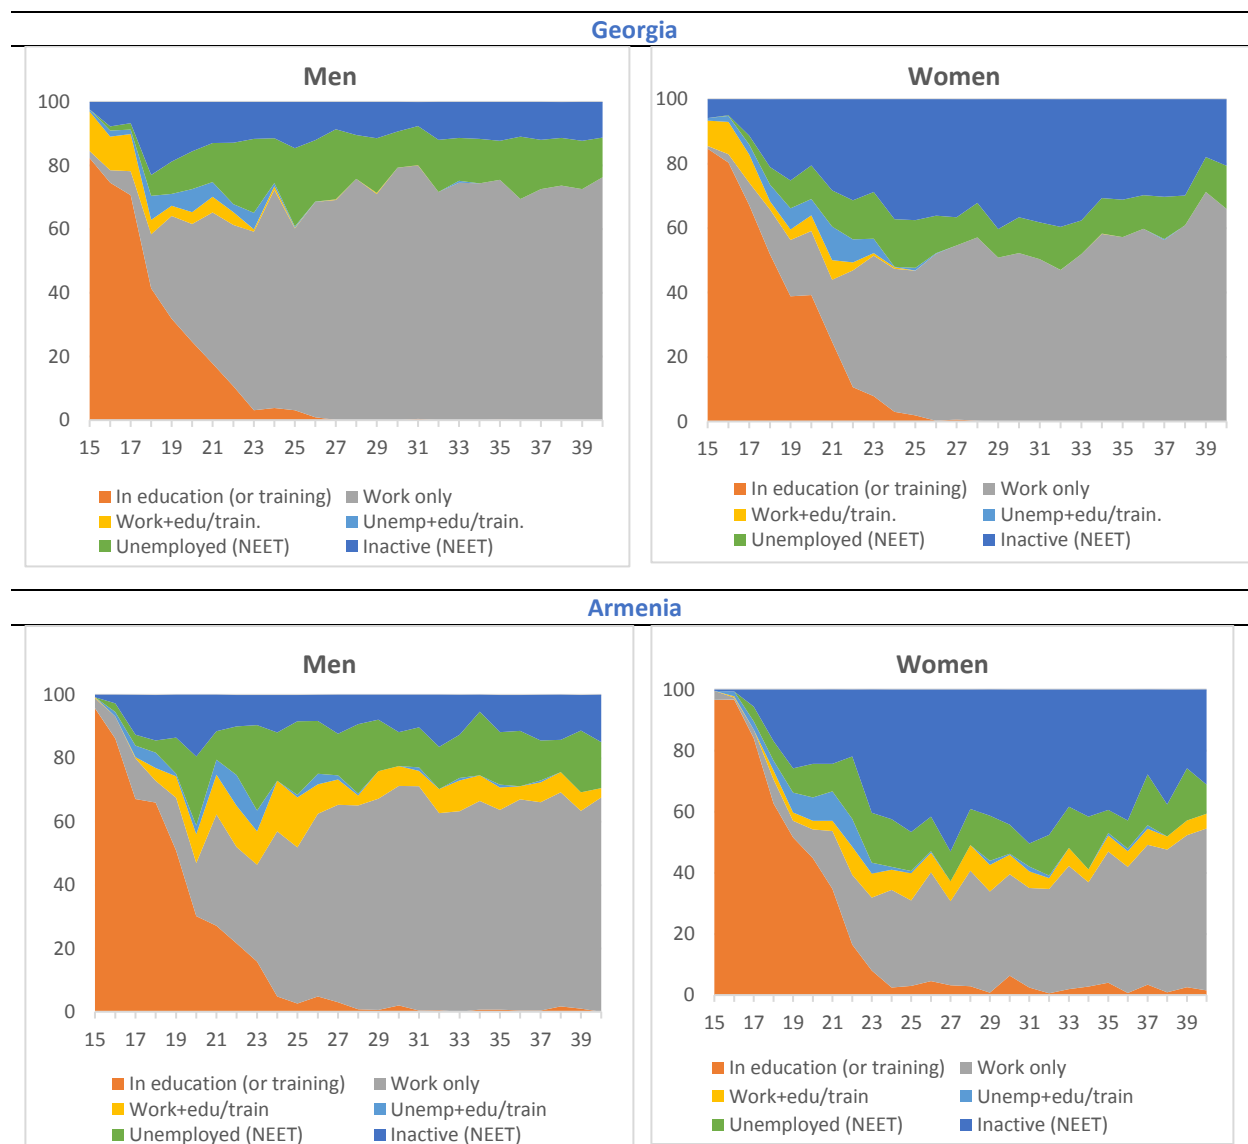 Georgia
Men
100
80
60
40
20
0
15 17 19 21 23 25 27 29 31 33 35 37 39
In education (or training) Work only
Work+edu/train. Unemp+edu/train.
Unemployed (NEET) Inactive (NEET)
Women
100
80
60
40
20
0
15 17 19 21 23 25 27 29 31 33 35 37 39
In education (or training) Work only
Work+edu/train. Unemp+edu/train.
Unemployed (NEET) Inactive (NEET)
Armenia
Men
100
80
60
40
20
0
15 17 19 21 23 25 27 29 31 33 35 37 39
In education (or training) Work only
Work+edu/train Unemp+edu/train
Unemployed (NEET) Inactive (NEET)
Women
100
80
60
40
20
0
15 17 19 21 23 25 27 29 31 33 35 37 39
In education (or training) Work only
Work+edu/train Unemp+edu/train
Unemployed (NEET) Inactive (NEET)